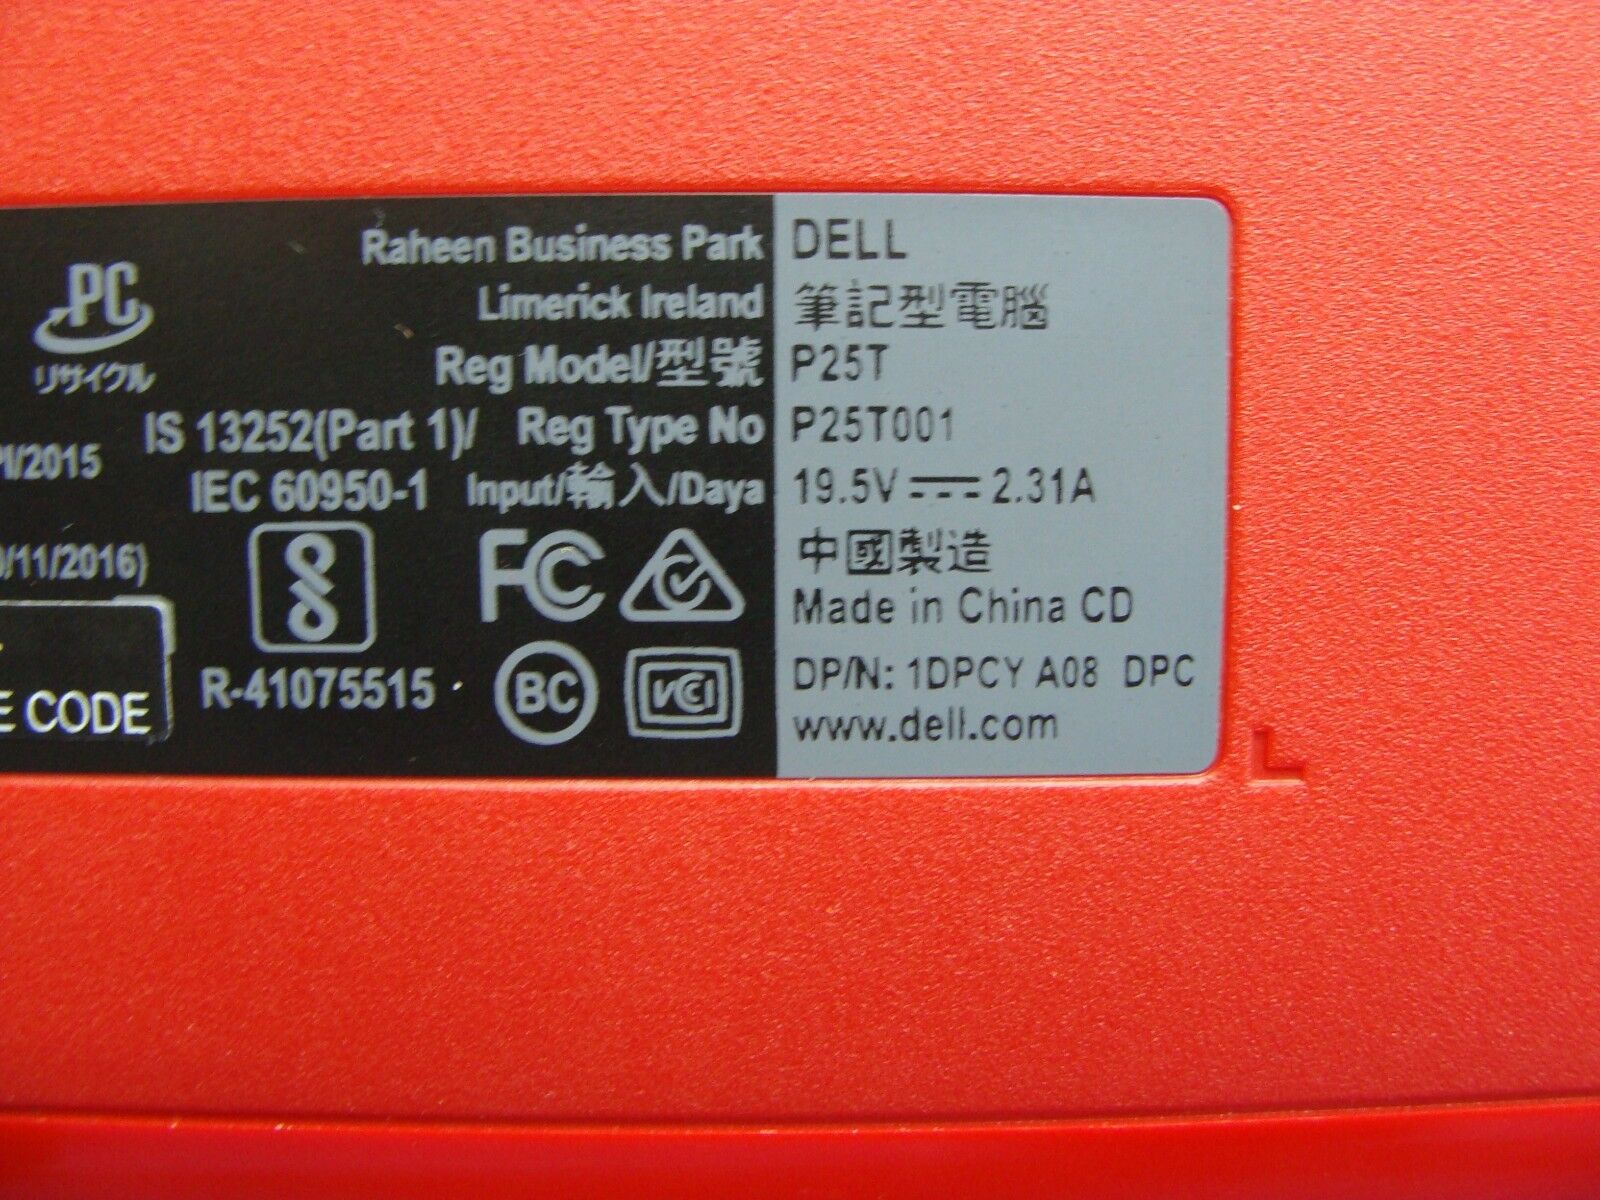 Raheen Business Park DELL
Limerick Ireland 筆記型電腦
PC
リサイクル
Reg Model/型號 P25T
IS 13252(Part 1)/ Reg Type No P25T001
/2015
IEC 60950-1 Input/輸入/Daya 19.5V 2.31A
中國製造
/11/2016)
FC
Made in China CD
E CODE
R-41075515
BC
VCI
DP/N: 1DPCY A08 DPC
www.dell.com
L